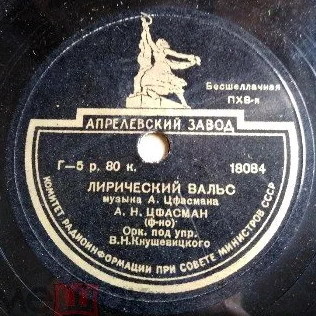 Бесшеллачная
ПХВ-я
АПРЕЛЕВСКИЙ ЗАВОД
Г-5 р. 80 к.
18084
ЛИРИЧЕСКИЙ ВАЛЬС
музыка А. Цфасмана
А. Н. ЦФАСМАН
(ф-но)
Орк. под упр.
В.Н.Кнушевицкого
КОМИТЕТ РАДИОИНФОРМАЦИИ ПРИ СОВЕТЕ МИНИСТРОВ СССР